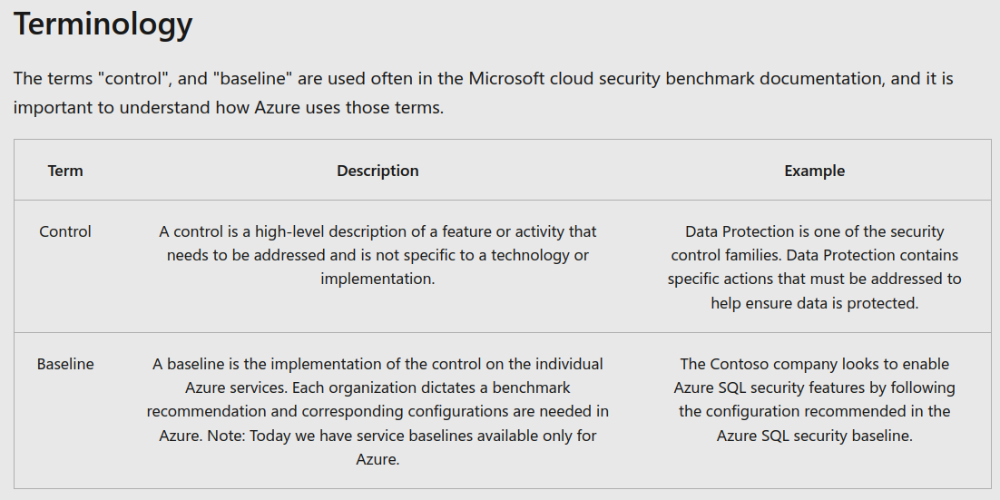 Terminology
The terms "control", and "baseline" are used often in the Microsoft cloud security benchmark documentation, and it is
important to understand how Azure uses those terms.
Term
Description
Example
Control
A control is a high-level description of a feature or activity that
needs to be addressed and is not specific to a technology or
implementation.
Data Protection is one of the security
control families. Data Protection contains
specific actions that must be addressed to
help ensure data is protected.
Baseline
A baseline is the implementation of the control on the individual
Azure services. Each organization dictates a benchmark
recommendation and corresponding configurations are needed in
Azure. Note: Today we have service baselines available only for
Azure.
The Contoso company looks to enable
Azure SQL security features by following
the configuration recommended in the
Azure SQL security baseline.